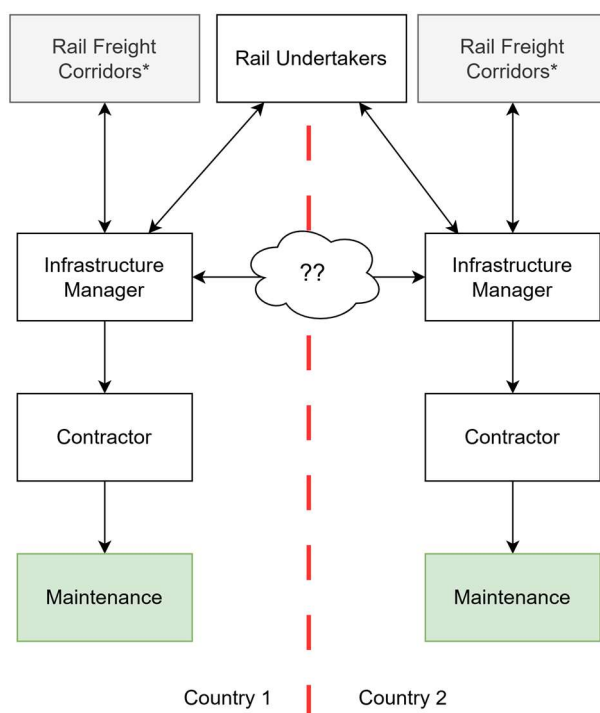 Rail Freight
Corridors*
Rail Undertakers
Rail Freight
Corridors*
Infrastructure
Manager
??
Infrastructure
Manager
Contractor
Contractor
Maintenance
Maintenance
Country 1
Country 2